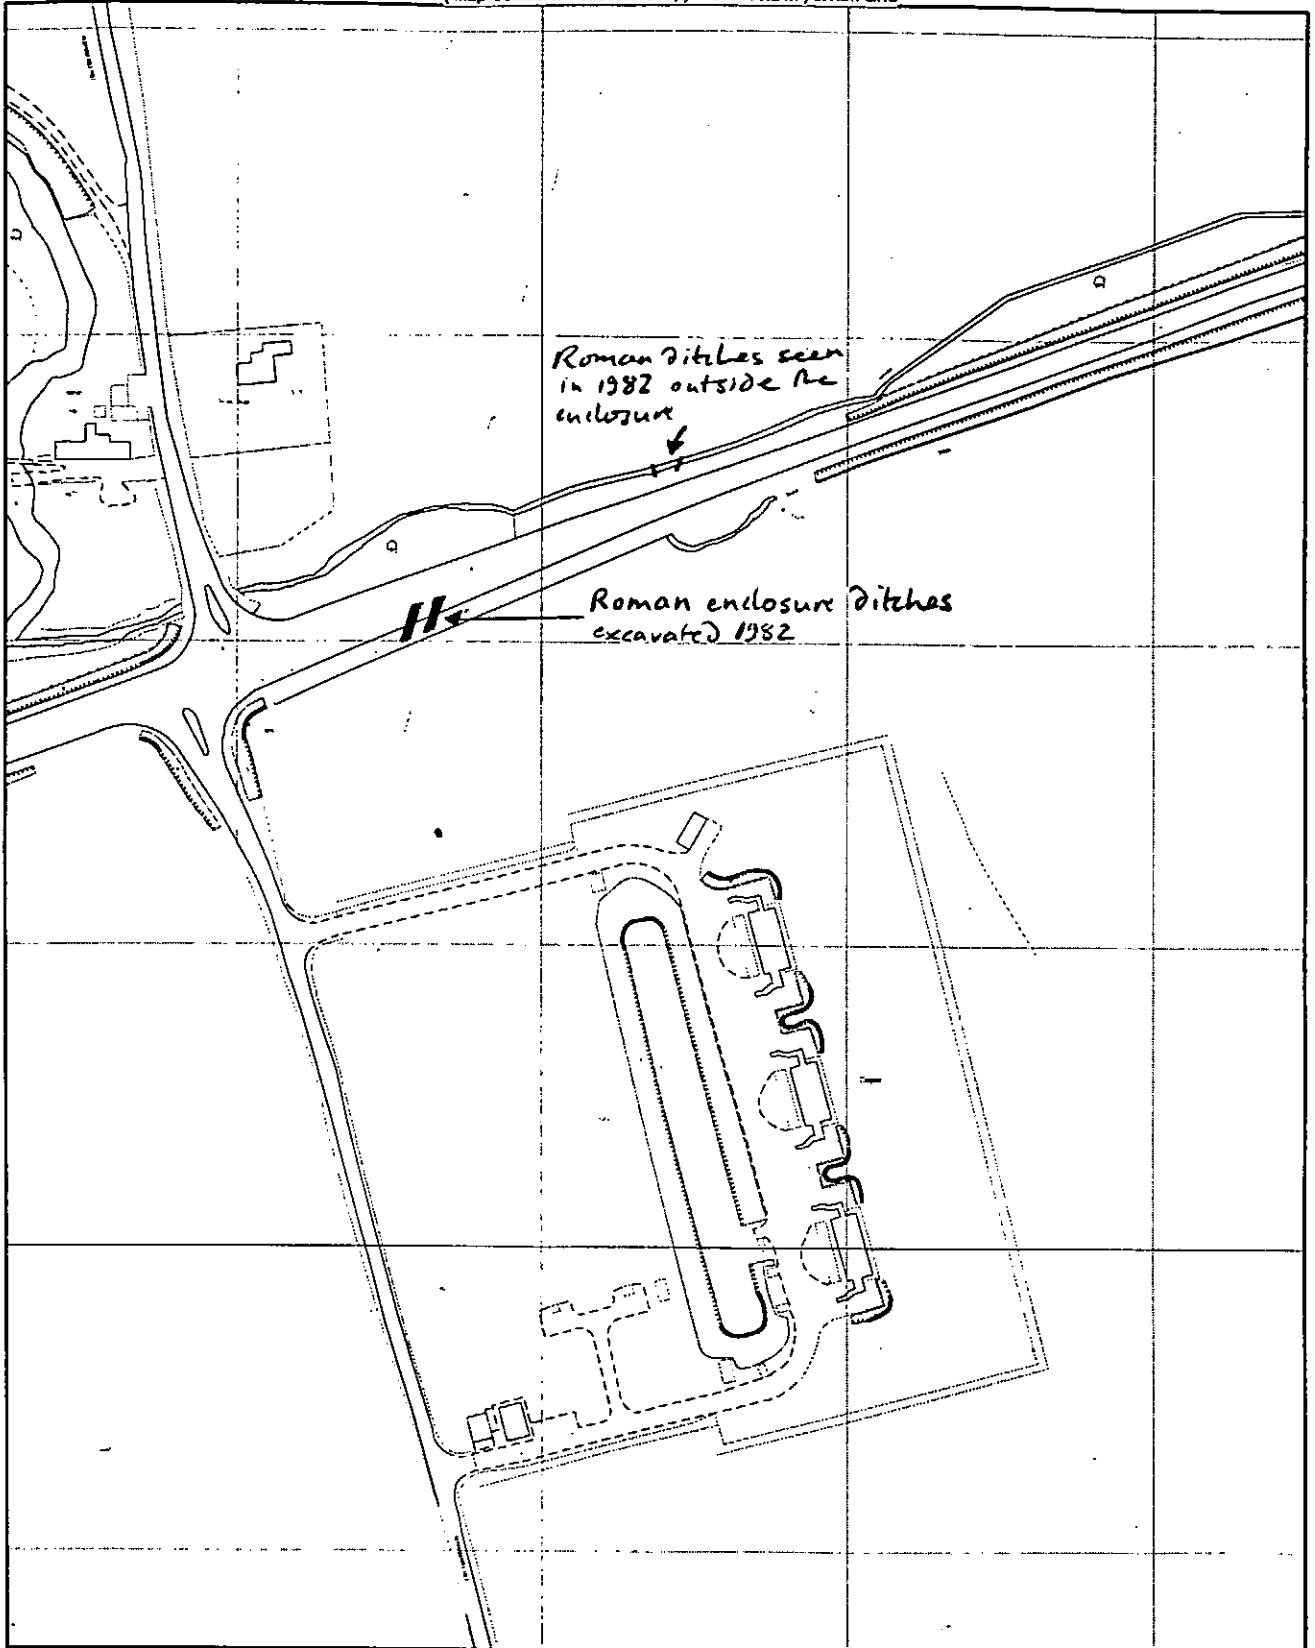 Roman ditches seen
in 1982 outside the
enclosure
Roman enclosure ditches
excavated 1982